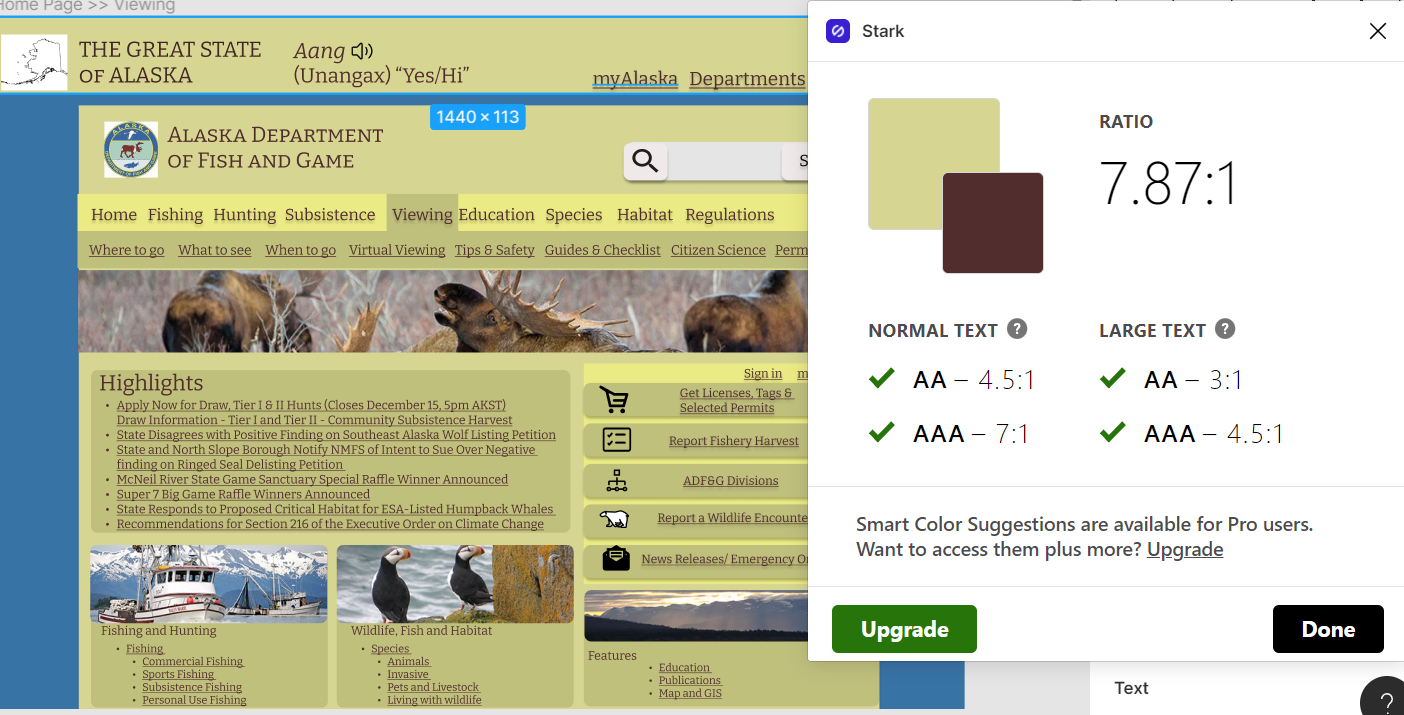 Home Page >> Viewing
THE GREAT STATE
OF ALASKA
Aang
(Unangax) “Yes/Hi”
myAlaska Departments
1440 × 113
ALASKA DEPARTMENT
OF FISH AND GAME
S
Home Fishing Hunting Subsistence Viewing Education Species Habitat Regulations
Where to go What to see When to go Virtual Viewing Tips & Safety Guides & Checklist Citizen Science Perm
Highlights
• Apply Now for Draw, Tier I & II Hunts (Closes December 15, 5pm AKST)
Draw Information - Tier I and Tier II - Community Subsistence Harvest
• State Disagrees with Positive Finding on Southeast Alaska Wolf Listing Petition
• State and North Slope Borough Notify NMFS of Intent to Sue Over Negative
finding on Ringed Seal Delisting Petition
• McNeil River State Game Sanctuary Special Raffle Winner Announced
• Super 7 Big Game Raffle Winners Announced
• State Responds to Proposed Critical Habitat for ESA-Listed Humpback Whales
• Recommendations for Section 216 of the Executive Order on Climate Change
Sign in m
Get Licenses, Tags &
Selected Permits
Report Fishery Harvest
ADF&G Divisions
Report a Wildlife Encounte
News Releases/ Emergency O
Fishing and Hunting
• Fishing
• Commercial Fishing
• Sports Fishing
• Subsistence Fishing
• Personal Use Fishing
Wildlife, Fish and Habitat
• Species
• Animals
• Invasive
• Pets and Livestock
• Living with wildlife
Features
• Education
• Publications
• Map and GIS
Stark
RATIO
7.87:1
NORMAL TEXT ?
AA – 4.5:1
AAA – 7:1
LARGE TEXT ?
AA – 3:1
AAA – 4.5:1
Smart Color Suggestions are available for Pro users.
Want to access them plus more? Upgrade
Upgrade
Done
Text
?